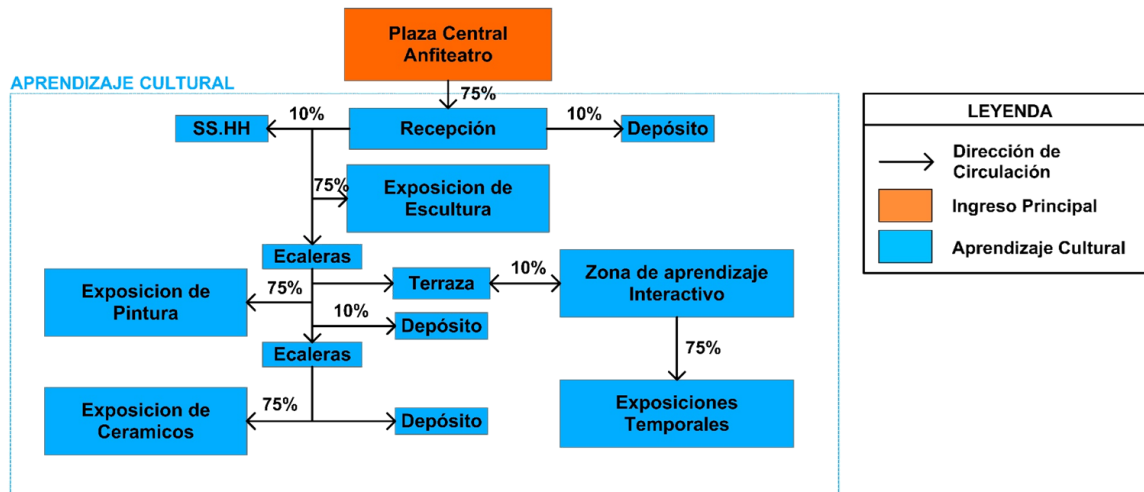 Plaza Central
Anfiteatro
APRENDIZAJE CULTURAL
75%
SS.HH
10%
Recepción
10%
Depósito
75%
Exposicion de
Escultura
Ecaleras
Exposicion de
Pintura
75%
Terraza
10%
Zona de aprendizaje
Interactivo
10%
Depósito
Ecaleras
75%
Exposicion de
Ceramicos
75%
Depósito
Exposiciones
Temporales
LEYENDA
Dirección de
Circulación
Ingreso Principal
Aprendizaje Cultural